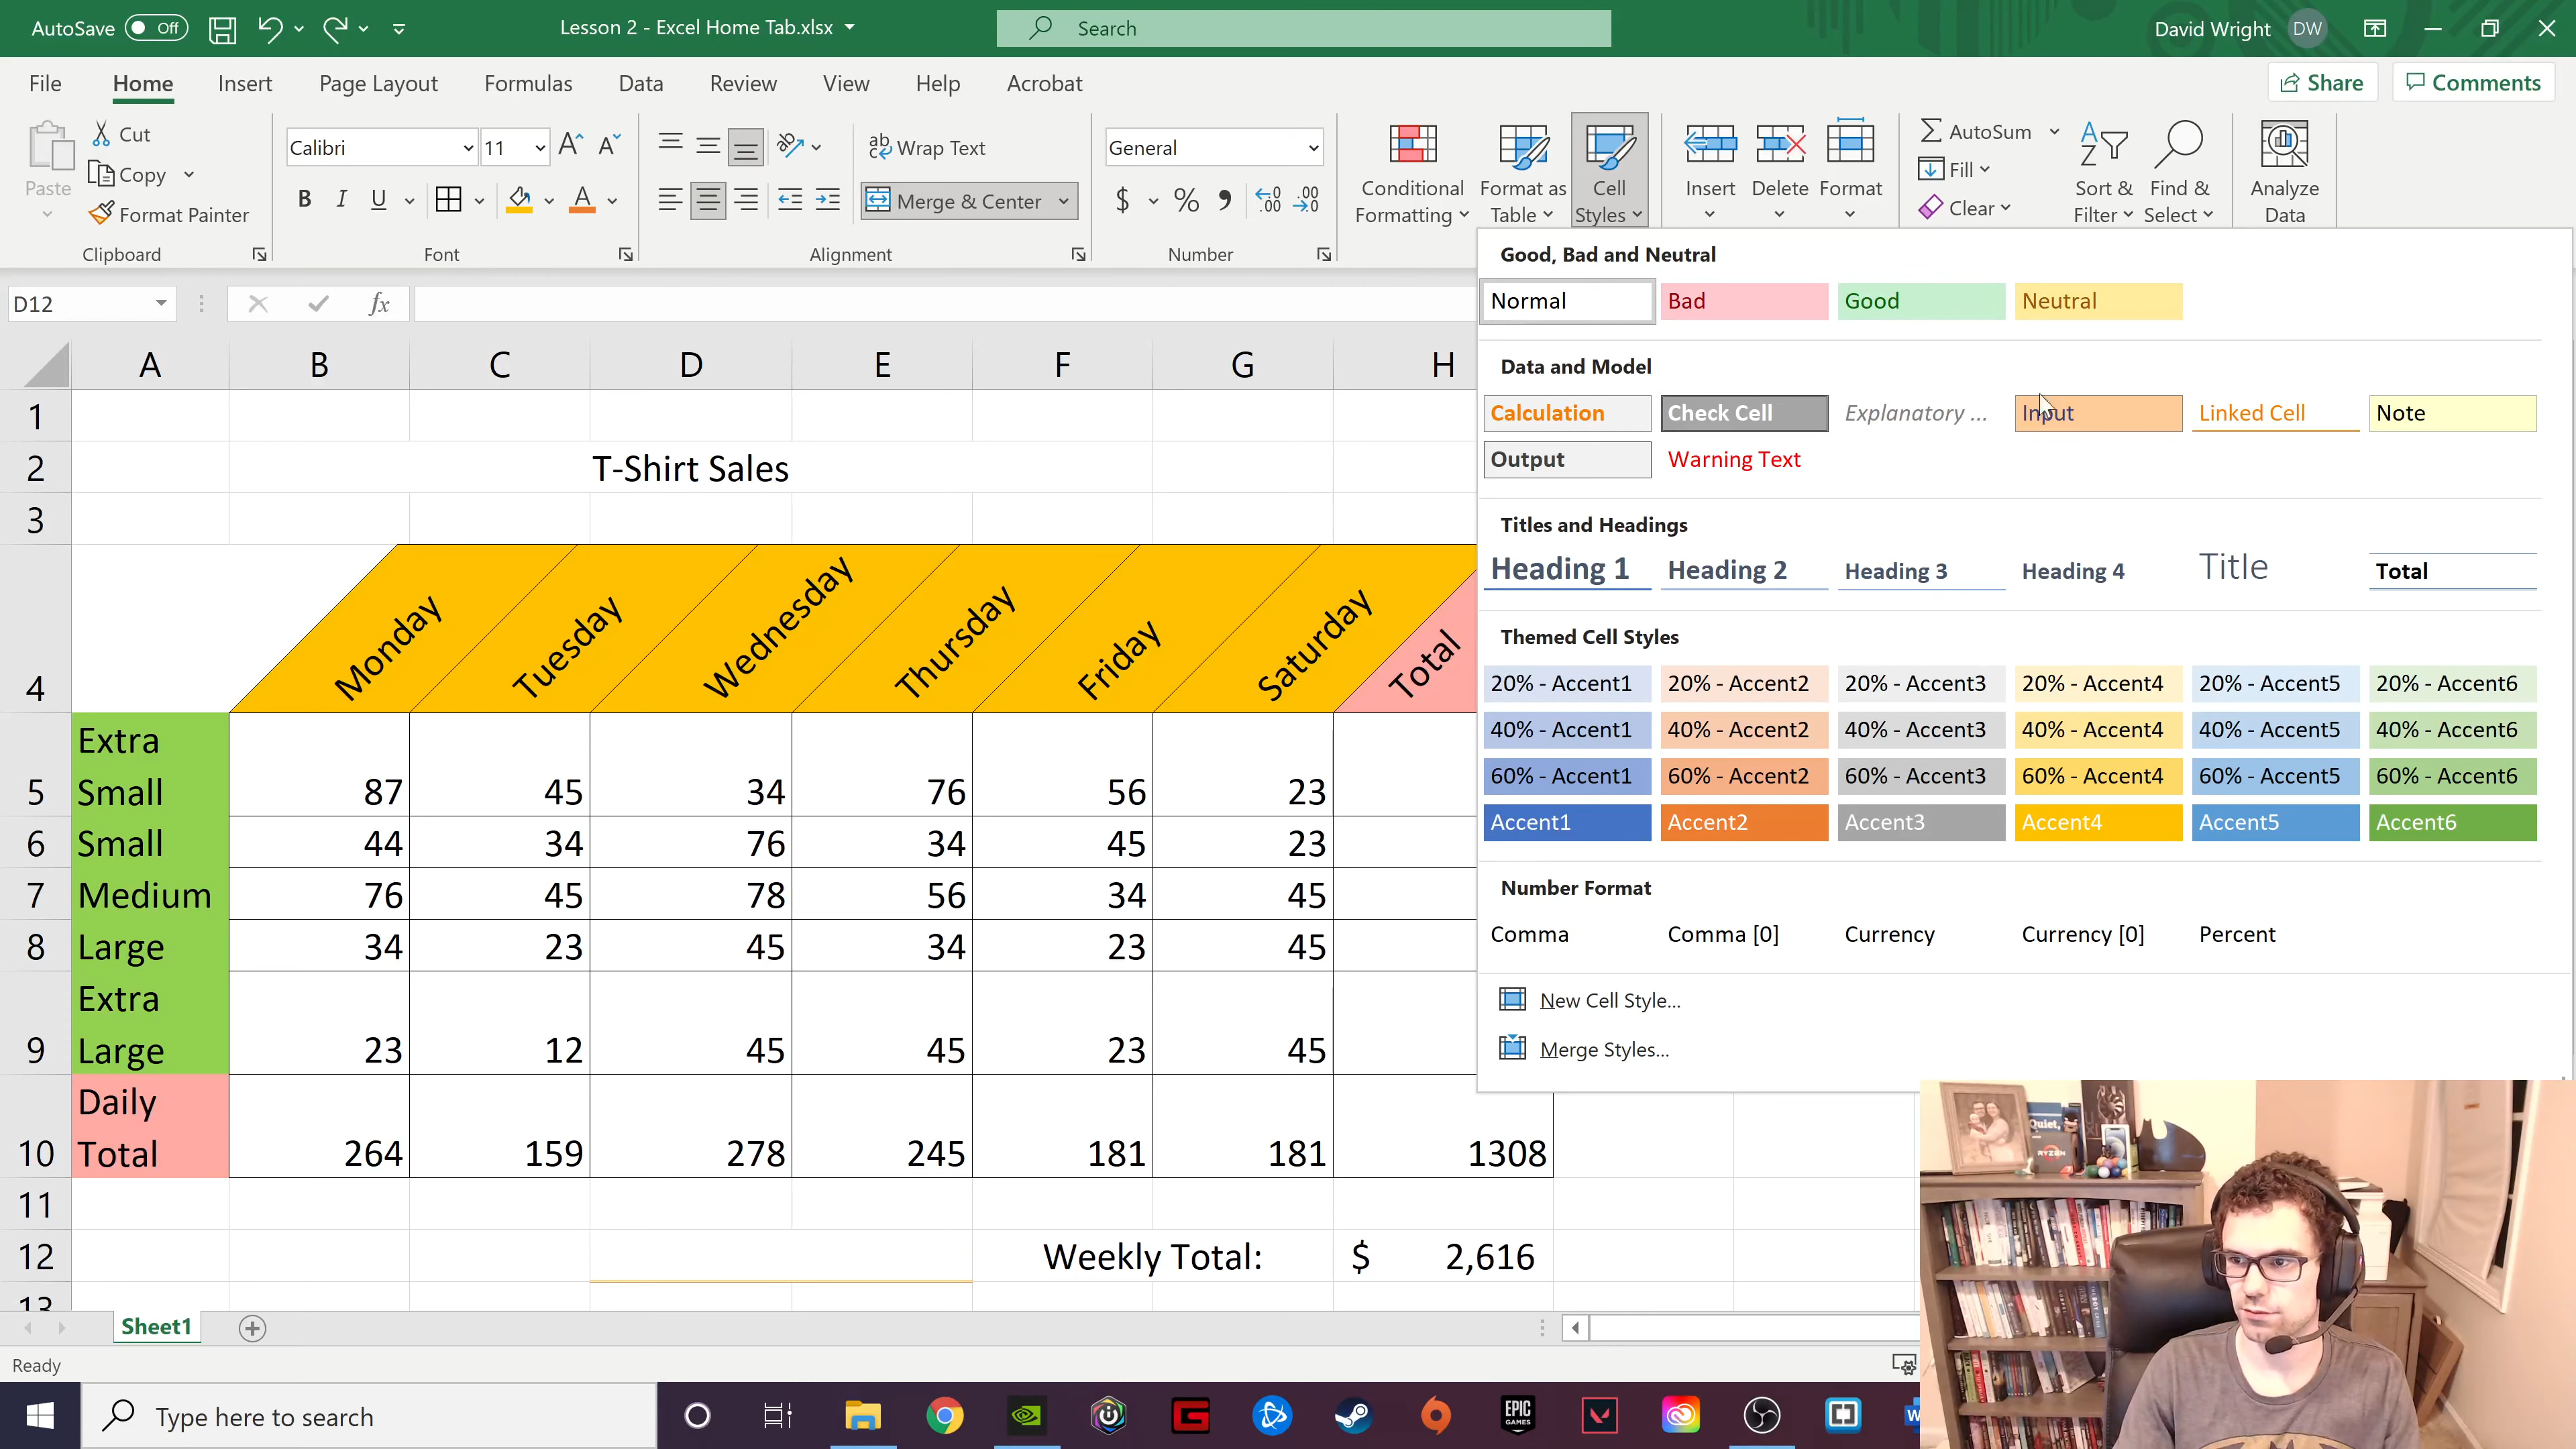 AutoSave Off Lesson 2 - Excel Home Tab.xlsx Search David Wright DW
File Home Insert Page Layout Formulas Data Review View Help Acrobat Share Comments
Paste Cut Copy Format Painter Clipboard
Calibri 11 B I U A Font
ab Wrap Text Merge & Center Alignment
General $ % Number
Conditional Formatting Format as Table Cell Styles
Insert Delete Format
AutoSum Fill Clear Sort & Filter Find & Select Analyze Data
D12 fx
Good, Bad and Neutral
Normal Bad Good Neutral
Data and Model
Calculation Check Cell Explanatory ... Input Linked Cell Note
Output Warning Text
Titles and Headings
Heading 1 Heading 2 Heading 3 Heading 4 Title Total
Themed Cell Styles
20% - Accent1 20% - Accent2 20% - Accent3 20% - Accent4 20% - Accent5 20% - Accent6
40% - Accent1 40% - Accent2 40% - Accent3 40% - Accent4 40% - Accent5 40% - Accent6
60% - Accent1 60% - Accent2 60% - Accent3 60% - Accent4 60% - Accent5 60% - Accent6
Accent1 Accent2 Accent3 Accent4 Accent5 Accent6
Number Format
Comma Comma [0] Currency Currency [0] Percent
New Cell Style...
Merge Styles...
A B C D E F G H
1
2 T-Shirt Sales
3
4 Monday Tuesday Wednesday Thursday Friday Saturday Total
5 Extra Small 87 45 34 76 56 23
6 Small 44 34 76 34 45 23
7 Medium 76 45 78 56 34 45
8 Large 34 23 45 34 23 45
9 Extra Large 23 12 45 45 23 45
10 Daily Total 264 159 278 245 181 181 1308
11
12 Weekly Total: $ 2,616
13
Sheet1
Ready
Type here to search
EPIC GAMES
Quiet,
RYZEN